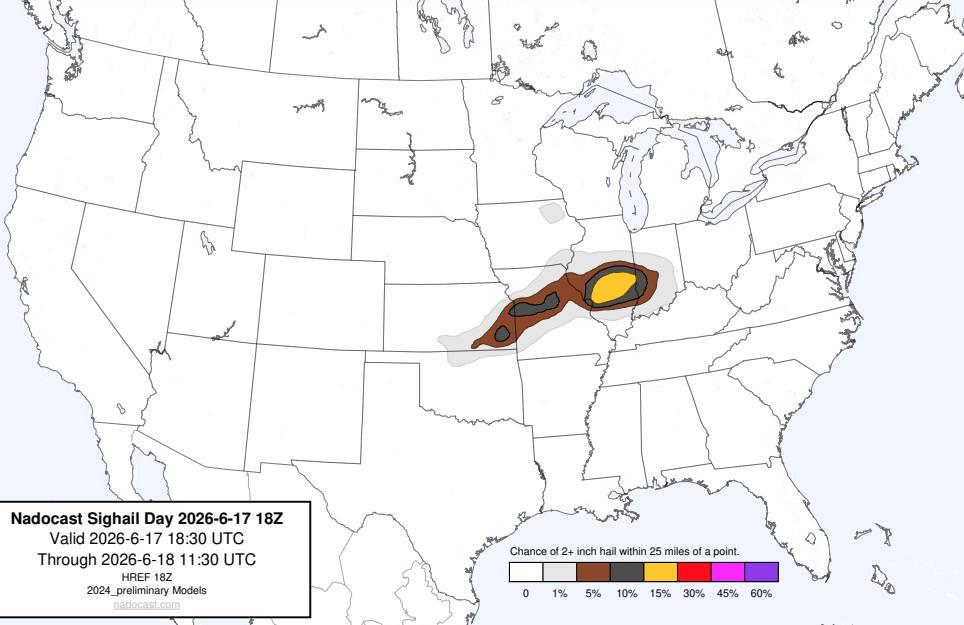 Nadocast Sighail Day 2026-6-17 18Z
Valid 2026-6-17 18:30 UTC
Through 2026-6-18 11:30 UTC
HREF 18Z
2024_preliminary Models
nadocast.com
Chance of 2+ inch hail within 25 miles of a point.
0 1% 5% 10% 15% 30% 45% 60%